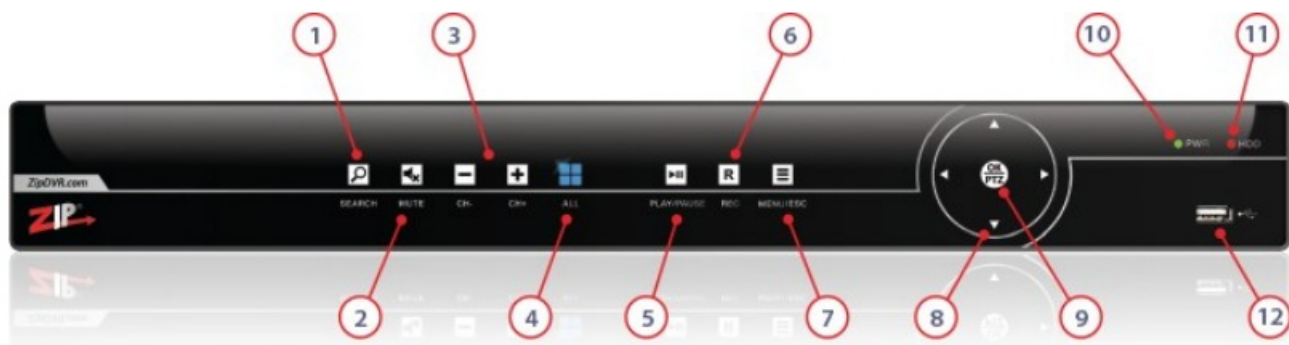 1
3
6
10
11
PWR
HDD
ZipDVR.com
SEARCH
MUTE
CH-
CH+
ALL
R
PLAY/PAUSE
REC
MENU/ESC
OK
PTZ
ZIP
2
4
5
7
8
9
12